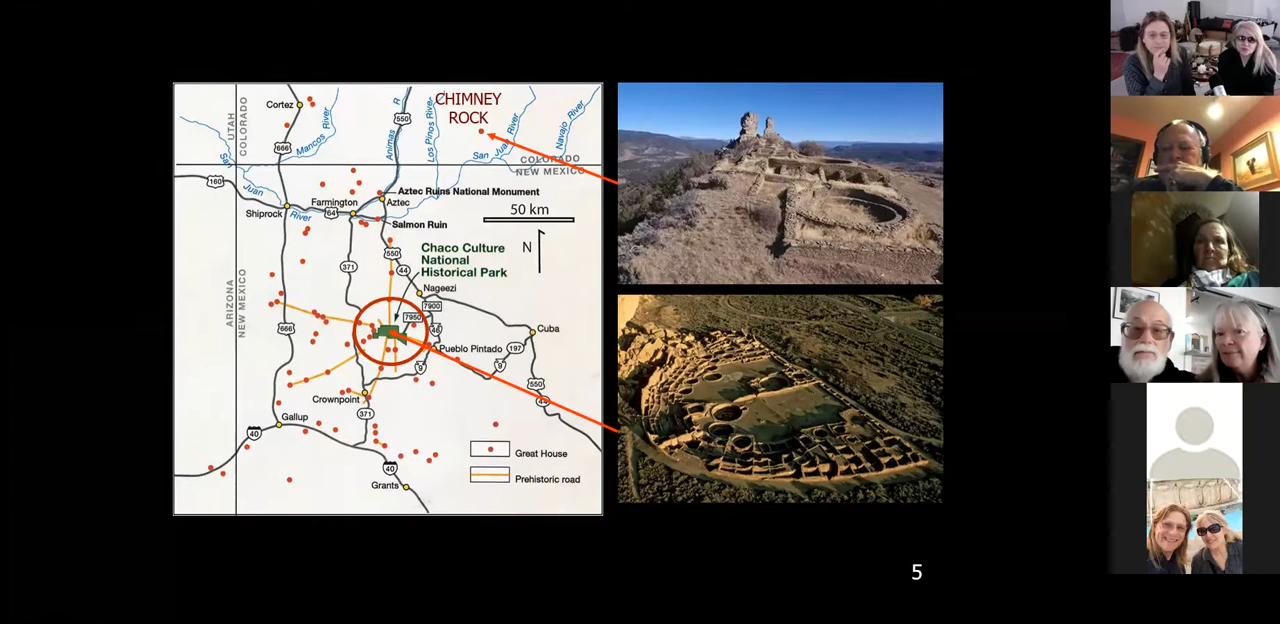 CHIMNEY
ROCK
Cortez
UTAH
COLORADO
666
Mancos River
Animas R
550
Los Pinos River
San Juan River
Navajo River
COLORADO
NEW MEXICO
160
San
Juan
River
Shiprock
Farmington
64
Aztec Ruins National Monument
Aztec
Salmon Ruin
50 km
N
Chaco Culture
National
Historical Park
550
44
371
Nageezi
7900
7950
46
ARIZONA
NEW MEXICO
666
Pueblo Pintado
197
Cuba
9
9
550
44
Crownpoint
371
Gallup
40
40
Grants
Great House
Prehistoric road
5